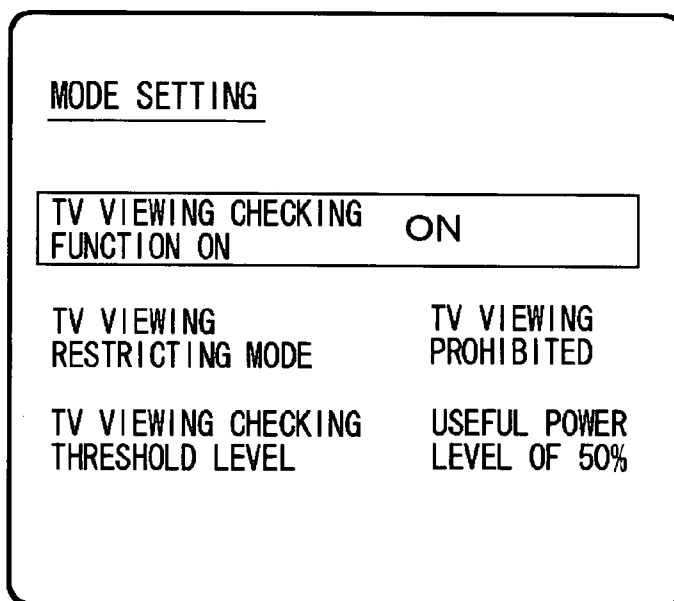 MODE SETTING
TV VIEWING CHECKING
FUNCTION ON
ON
TV VIEWING
RESTRICTING MODE
TV VIEWING
PROHIBITED
TV VIEWING CHECKING
THRESHOLD LEVEL
USEFUL POWER
LEVEL OF 50%